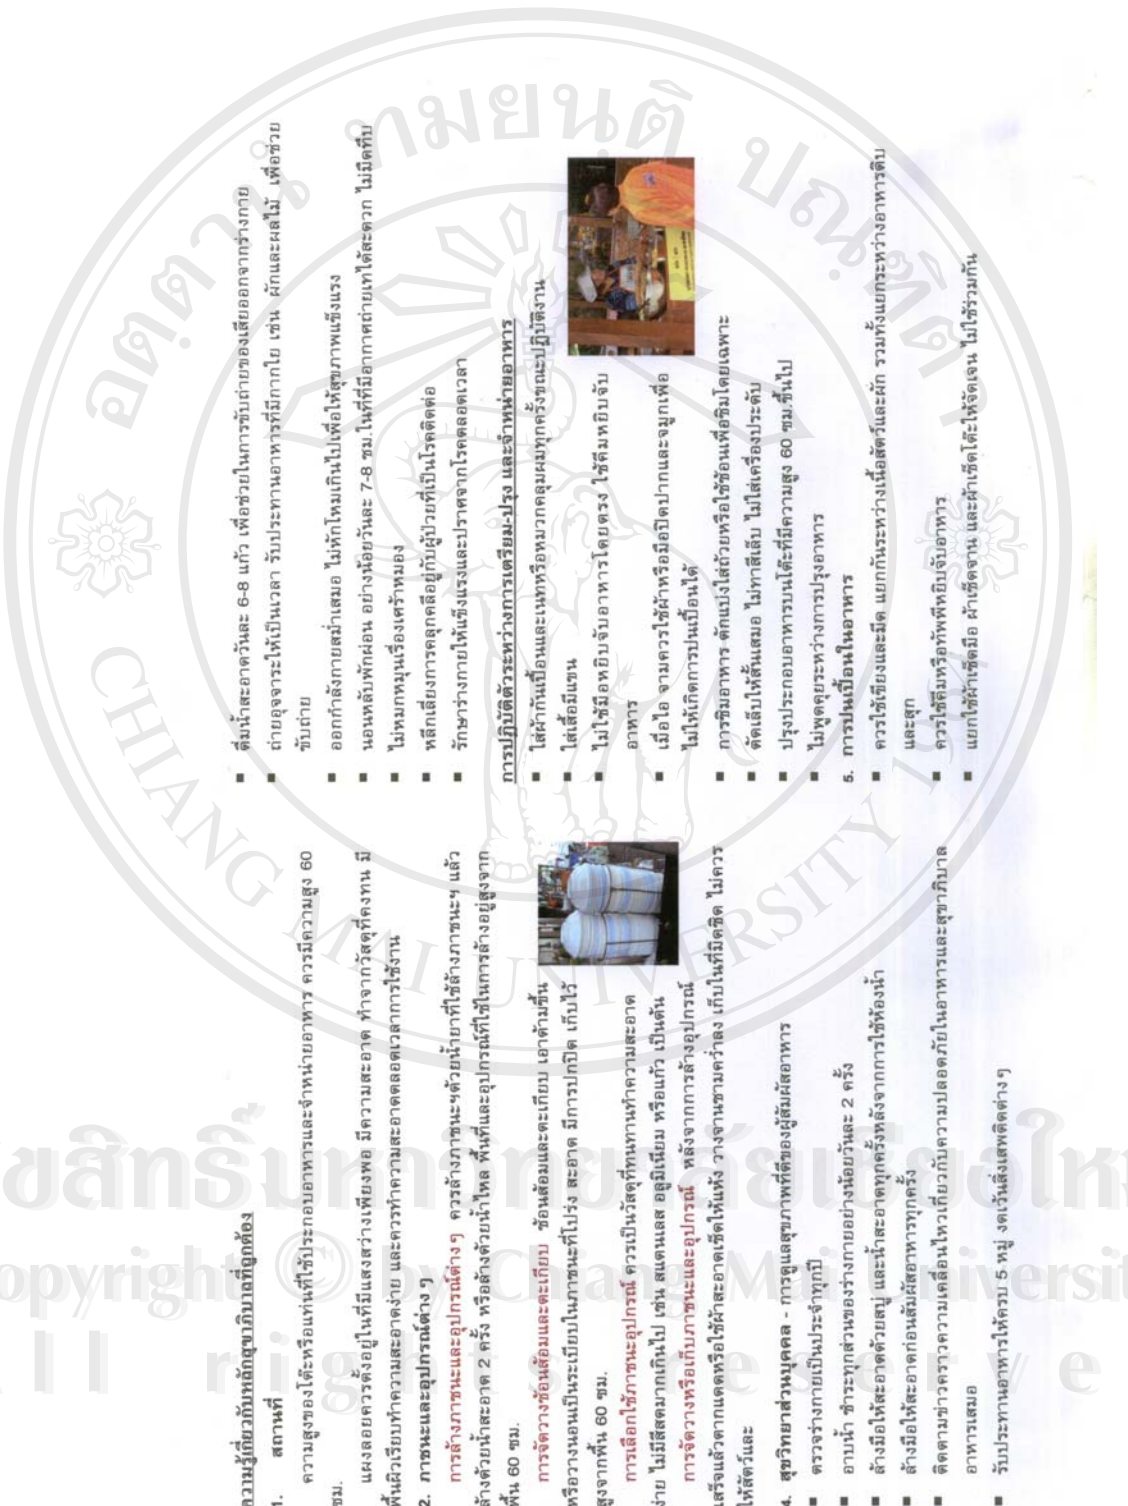 ความรู้เกี่ยวกับหลักสุขาภิบาลที่ถูกต้อง
1. สถานที่
ความสูงของโต๊ะหรือแท่นที่ใช้ประกอบอาหารและจำหน่ายอาหาร ควรมีความสูง 60
ซม.
แผงลอยควรตั้งอยู่ในที่มีแสงสว่างเพียงพอ มีความสะอาด ทำจากวัสดุที่คงทน มี
พื้นผิวเรียบทำความสะอาดง่าย และควรทำความสะอาดตลอดเวลาการใช้งาน
2. ภาชนะและอุปกรณ์ต่าง ๆ
การล้างภาชนะและอุปกรณ์ต่าง ๆ ควรล้างภาชนะฯด้วยน้ำยาที่ใช้ล้างภาชนะฯ แล้ว
ล้างด้วยน้ำสะอาด 2 ครั้ง หรือล้างด้วยน้ำไหล พื้นที่และอุปกรณ์ที่ใช้ในการล้างอยู่สูงจาก
พื้น 60 ซม.
การจัดวางช้อนส้อมและตะเกียบ ช้อนส้อมและตะเกียบ เอาด้ามขึ้น
หรือวางนอนเป็นระเบียบในภาชนะที่โปร่ง สะอาด มีการปกปิด เก็บไว้
สูงจากพื้น 60 ซม.
การเลือกใช้ภาชนะอุปกรณ์ ควรเป็นวัสดุที่ทนทานทำความสะอาด
ง่าย ไม่มีสีสดมากเกินไป เช่น สแตนเลส อลูมิเนียม หรือแก้ว เป็นต้น
การจัดวางหรือเก็บภาชนะและอุปกรณ์ หลังจากการล้างอุปกรณ์
เสร็จแล้วตากแดดหรือใช้ผ้าสะอาดเช็ดให้แห้ง วางจานชามคว่ำลง เก็บในที่มิดชิด ไม่ควร
ให้สัตว์และ
4. สุขวิทยาส่วนบุคคล - การดูแลสุขภาพที่ดีของผู้สัมผัสอาหาร
■ ตรวจร่างกายเป็นประจำทุกปี
■ อาบน้ำ ชำระทุกส่วนของร่างกายอย่างน้อยวันละ 2 ครั้ง
■ ล้างมือให้สะอาดด้วยสบู่ และน้ำสะอาดทุกครั้งหลังจากการใช้ห้องน้ำ
■ ล้างมือให้สะอาดก่อนสัมผัสอาหารทุกครั้ง
■ ติดตามข่าวคราวความเคลื่อนไหวเกี่ยวกับความปลอดภัยในอาหารและสุขาภิบาล
อาหารเสมอ
■ รับประทานอาหารให้ครบ 5 หมู่ งดเว้นสิ่งเสพติดต่าง ๆ
■ ดื่มน้ำสะอาดวันละ 6-8 แก้ว เพื่อช่วยในการขับถ่ายของเสียออกจากร่างกาย
■ ถ่ายอุจจาระให้เป็นเวลา รับประทานอาหารที่มีกากใย เช่น ผักและผลไม้ เพื่อช่วย
ขับถ่าย
■ ออกกำลังกายสม่ำเสมอ ไม่หักโหมเกินไปเพื่อให้สุขภาพแข็งแรง
■ นอนหลับพักผ่อน อย่างน้อยวันละ 7-8 ซม.ในที่ที่มีอากาศถ่ายเทได้สะดวก ไม่มืดทึบ
■ ไม่หมกหมุนเรื่องเศร้าหมอง
■ หลีกเลี่ยงการคลุกคลีอยู่กับผู้ป่วยที่เป็นโรคติดต่อ
■ รักษาร่างกายให้แข็งแรงและปราศจากโรคตลอดเวลา
การปฏิบัติตัวระหว่างการเตรียม-ปรุง และจำหน่ายอาหาร
■ ใส่ผ้ากันเปื้อนและเนทหรือหมวกคลุมผมทุกครั้งขณะปฏิบัติงาน
■ ใส่เสื้อมีแขน
■ ไม่ใช้มือหยิบจับอาหารโดยตรง ใช้คีมหยิบจับ
อาหาร
■ เมื่อไอ จามควรใช้ผ้าหรือมือปิดปากและจมูกเพื่อ
ไม่ให้เกิดการปนเปื้อนได้
■ การชิมอาหาร ตักแบ่งใส่ถ้วยหรือใช้ช้อนเพื่อชิมโดยเฉพาะ
■ ตัดเล็บให้สั้นเสมอ ไม่ทาสีเล็บ ไม่ใส่เครื่องประดับ
■ ปรุงประกอบอาหารบนโต๊ะที่มีความสูง 60 ซม.ขึ้นไป
■ ไม่พูดคุยระหว่างการปรุงอาหาร
5. การปนเปื้อนในอาหาร
■ ควรใช้เขียงและมีด แยกกันระหว่างเนื้อสัตว์และผัก รวมทั้งแยกระหว่างอาหารดิบ
และสุก
■ ควรใช้คีมหรือทัพพีหยิบจับอาหาร
■ แยกใช้ผ้าเช็ดมือ ผ้าเช็ดจาน และผ้าเช็ดโต๊ะให้จัดเจน ไม่ใช้ร่วมกัน
อตฺตานํ ทมยนฺติ ปณฺฑิตา
CHIANG MAI UNIVERSITY 1964
ขสิทธิ์มหาวิทยาลัยเชียงให
opyright © by Chiang Mai Universit
ll rights reserve